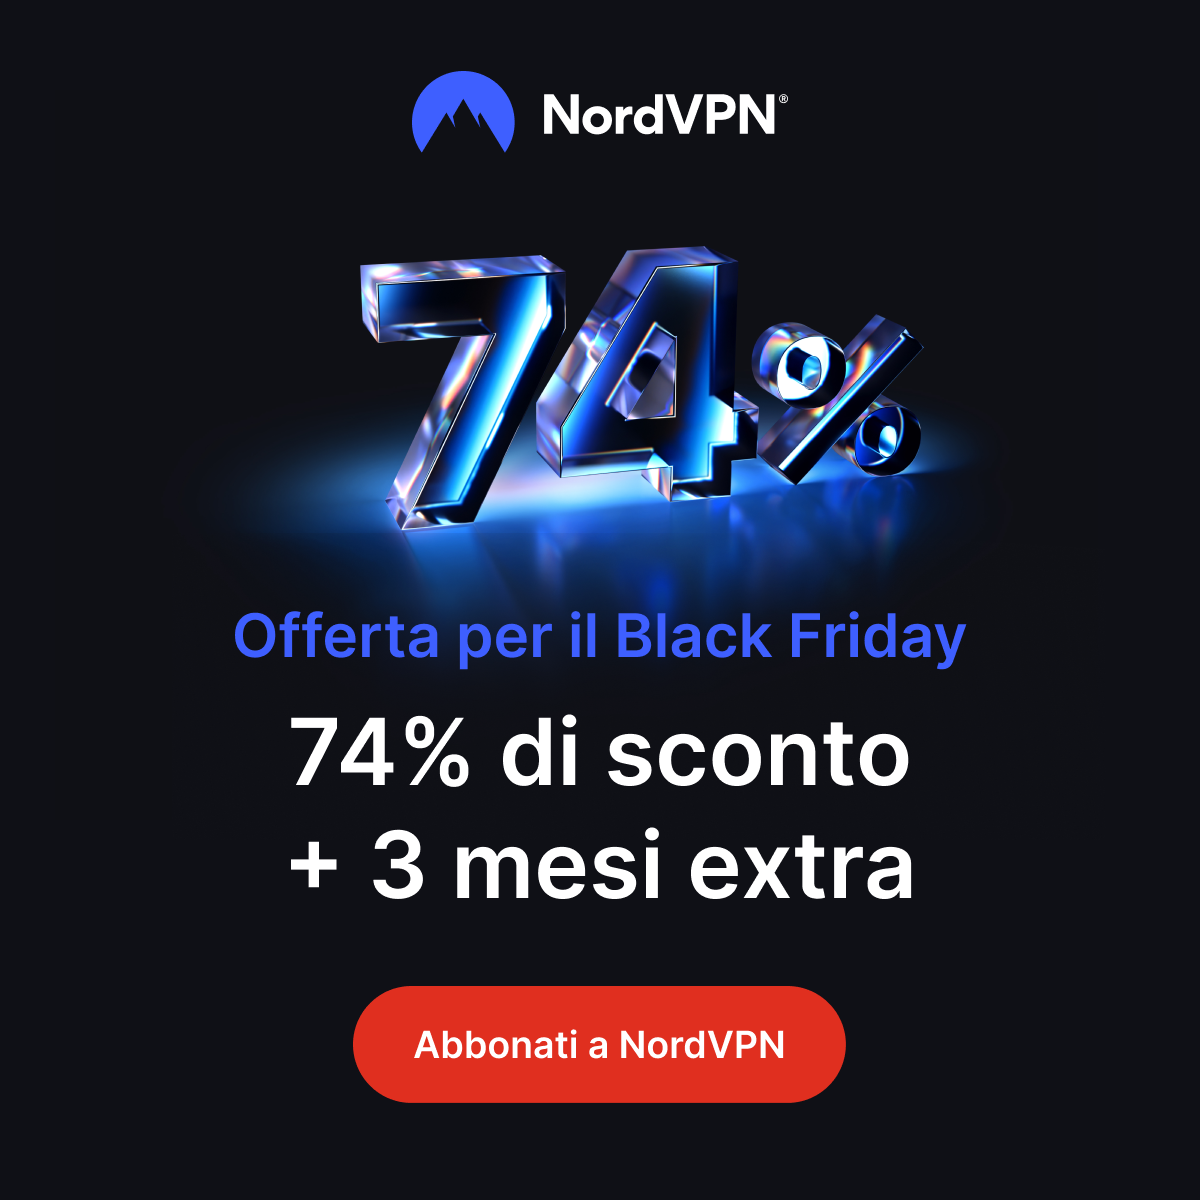 NordVPN®
74%
Offerta per il Black Friday
74% di sconto
+ 3 mesi extra
Abbonati a NordVPN